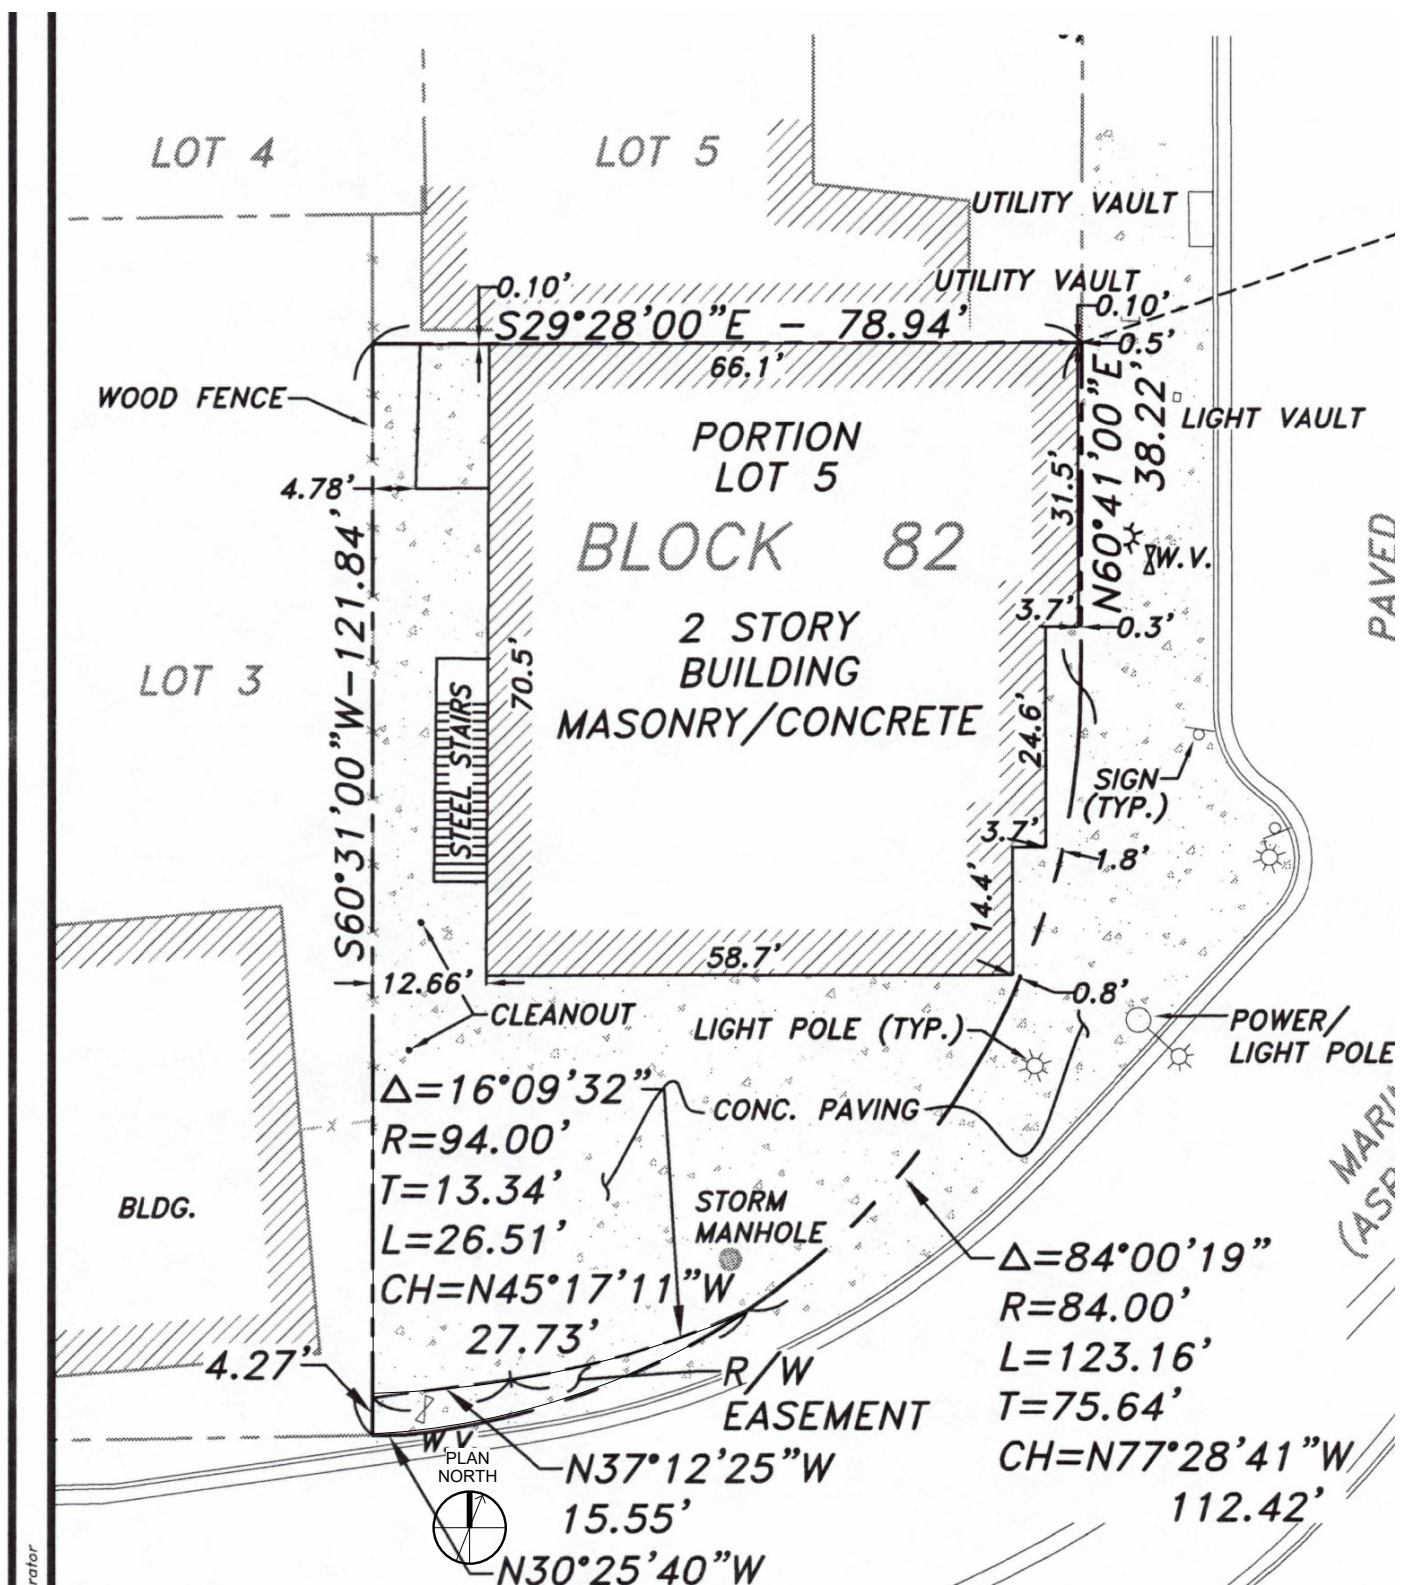 LOT 4
LOT 5
UTILITY VAULT
UTILITY VAULT
0.10'
0.10'
S29°28'00"E - 78.94'
0.5'
66.1'
WOOD FENCE
N60°41'00"E
38.22'
LIGHT VAULT
PORTION
LOT 5
4.78'
31.5'
BLOCK 82
W.V.
PAVED
S60°31'00"W-121.84'
2 STORY
BUILDING
MASONRY/CONCRETE
3.7'
0.3'
LOT 3
70.5'
STEEL STAIRS
24.6'
SIGN
(TYP.)
3.7'
1.8'
14.4'
58.7'
12.66'
0.8'
CLEANOUT
LIGHT POLE (TYP.)
POWER/
LIGHT POLE
Δ=16°09'32"
R=94.00'
T=13.34'
L=26.51'
CH=N45°17'11"W
27.73'
CONC. PAVING
STORM
MANHOLE
BLDG.
Δ=84°00'19"
R=84.00'
L=123.16'
T=75.64'
CH=N77°28'41"W
112.42'
4.27'
R/W
EASEMENT
W.V.
PLAN
NORTH
N37°12'25"W
15.55'
N30°25'40"W